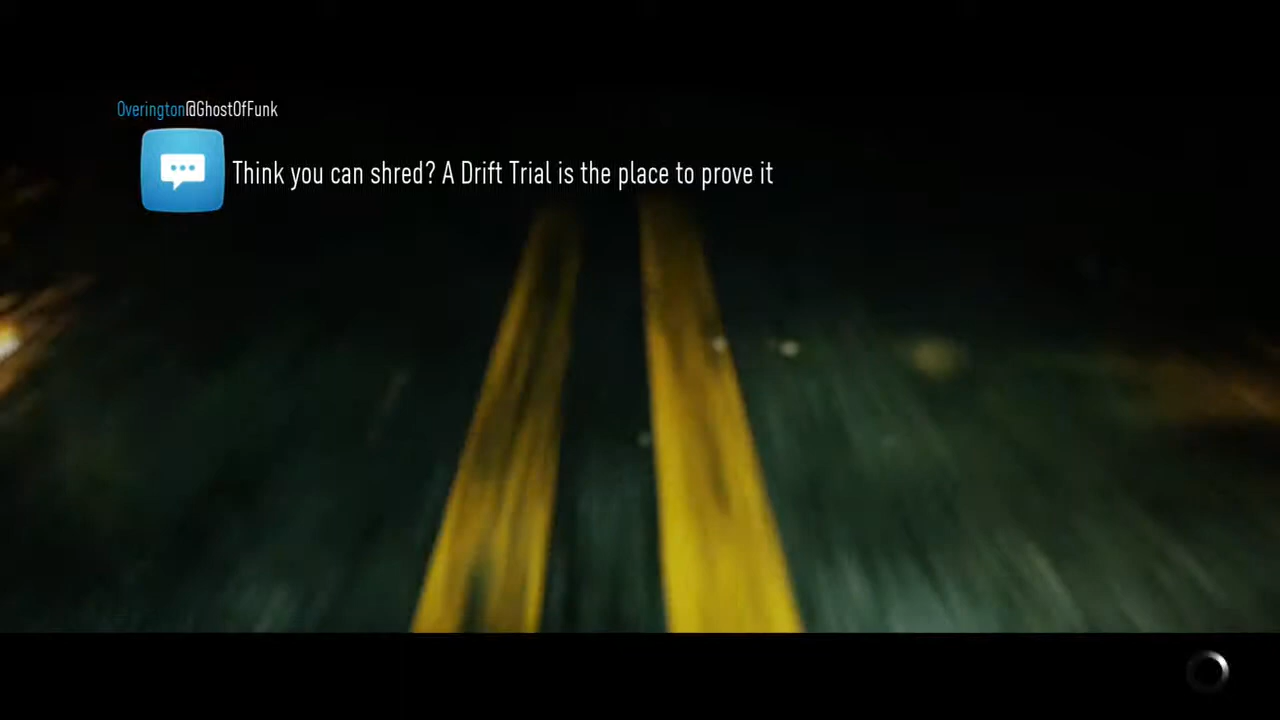 Overington@GhostOfFunk
Think you can shred? A Drift Trial is the place to prove it